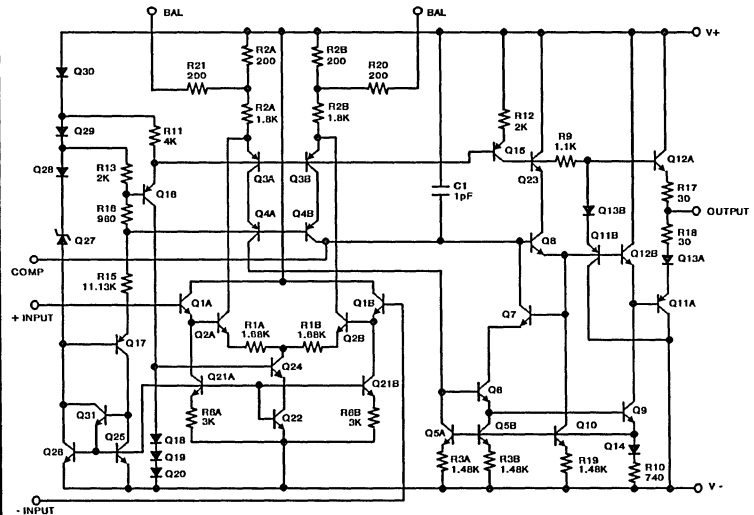 BAL
BAL
V+
Q30
R21
200
R2A
200
R2B
200
R20
200
Q29
R11
4K
R2A
1.8K
R2B
1.8K
R12
2K
R9
1.1K
Q28
R13
2K
Q16
Q3A
Q3B
Q15
Q23
Q12A
R17
30
R16
980
C1
1pF
Q13B
OUTPUT
Q4A
Q4B
Q8
Q11B
Q12B
R18
30
Q27
Q13A
COMP
R15
11.13K
Q1A
Q1B
Q11A
+ INPUT
Q2A
R1A
1.68K
R1B
1.68K
Q2B
Q7
Q17
Q24
Q21A
Q21B
Q6
Q31
R8A
3K
Q22
R8B
3K
Q9
Q25
Q18
Q5A
Q5B
Q10
Q14
Q26
Q19
Q20
R3A
1.48K
R3B
1.48K
R19
1.48K
R10
740
V -
- INPUT